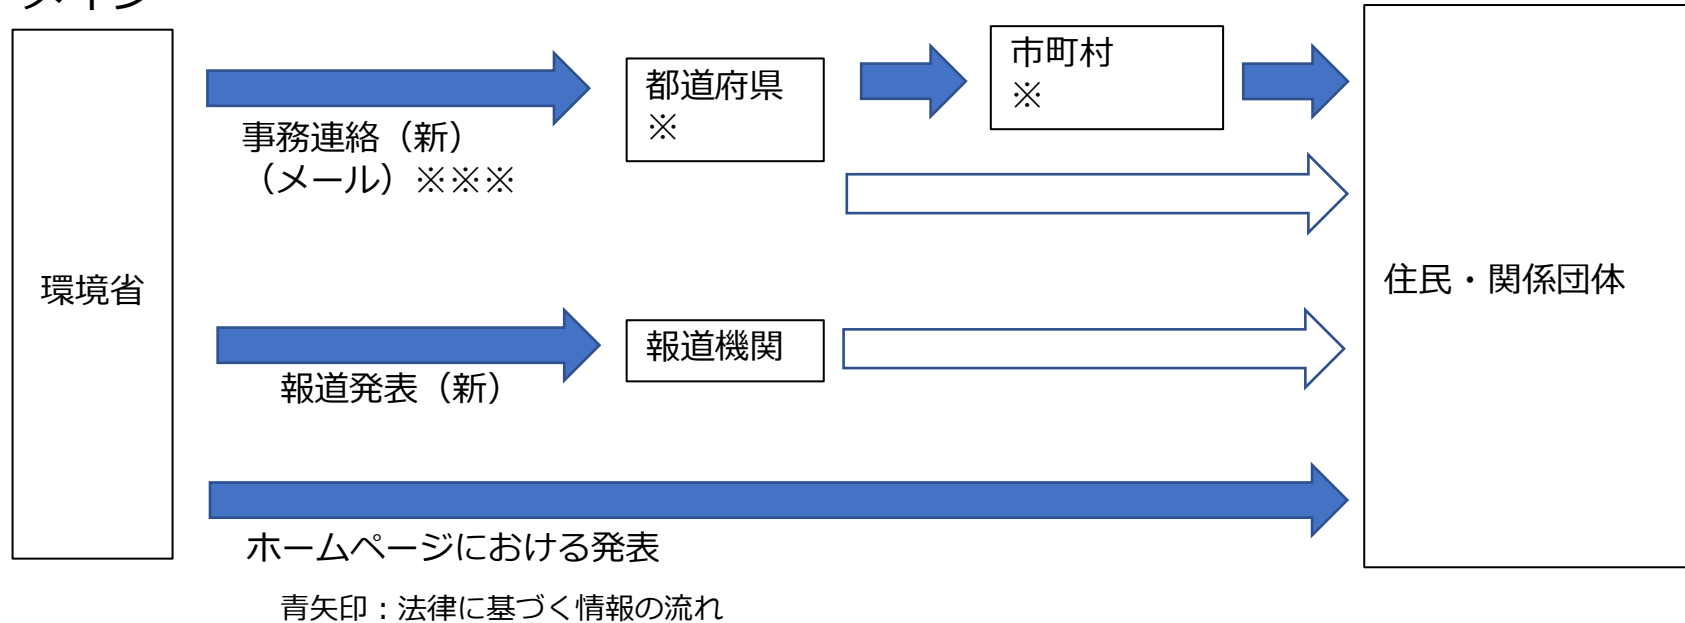 環境省
事務連絡（新）
（メール）※※※
都道府県
※
市町村
※
報道発表（新）
報道機関
ホームページにおける発表
住民・関係団体
青矢印：法律に基づく情報の流れ